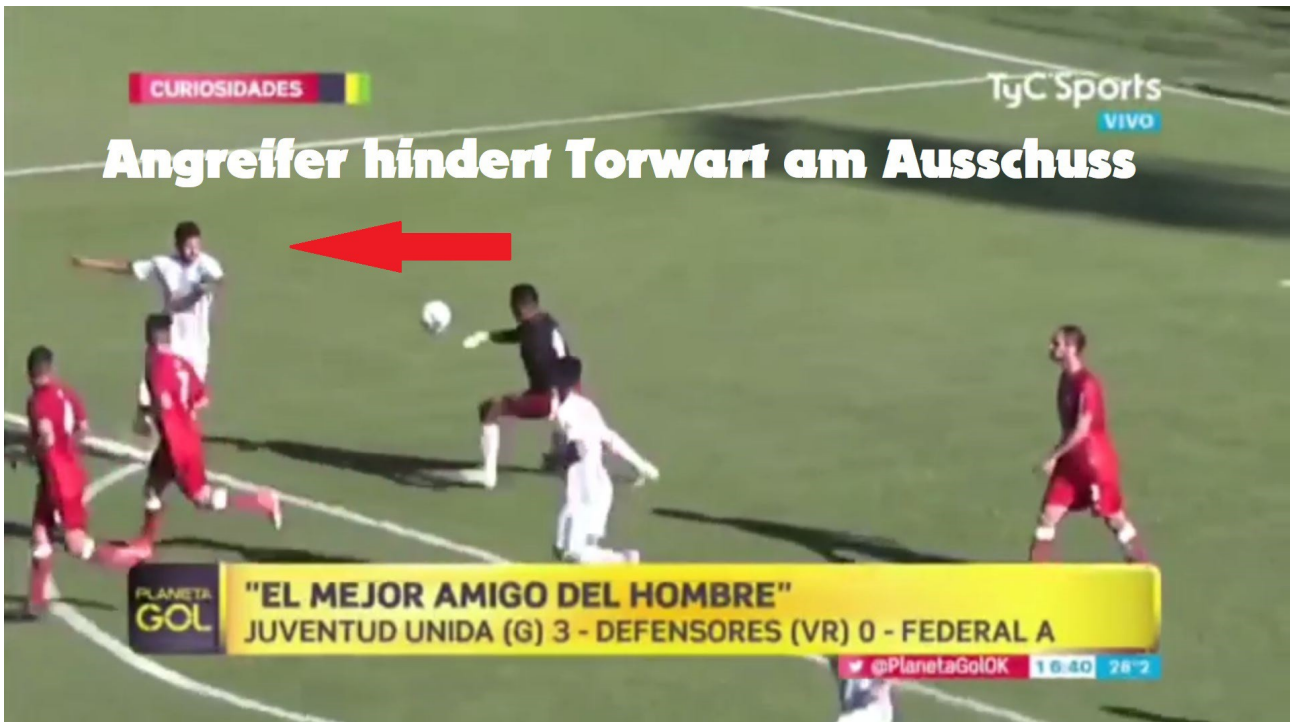 CURIOSIDADES
TyC Sports
VIVO
Angreifer hindert Torwart am Ausschuss
PLANETA
GOL
"EL MEJOR AMIGO DEL HOMBRE"
JUVENTUD UNIDA (G) 3 - DEFENSORES (VR) 0 - FEDERAL A
@PlanetaGolOK 16:40 28°2